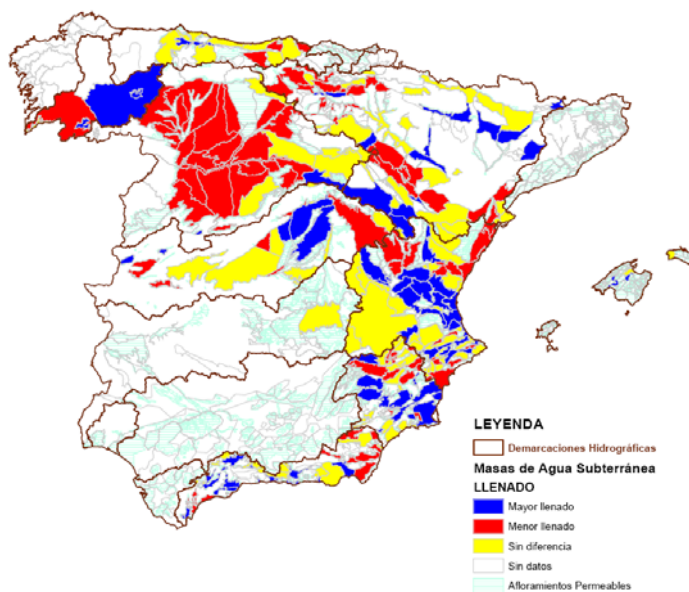 LEYENDA
Demarcaciones Hidrográficas
Masas de Agua Subterránea
LLENADO
Mayor llenado
Menor llenado
Sin diferencia
Sin datos
Afloramientos Permeables